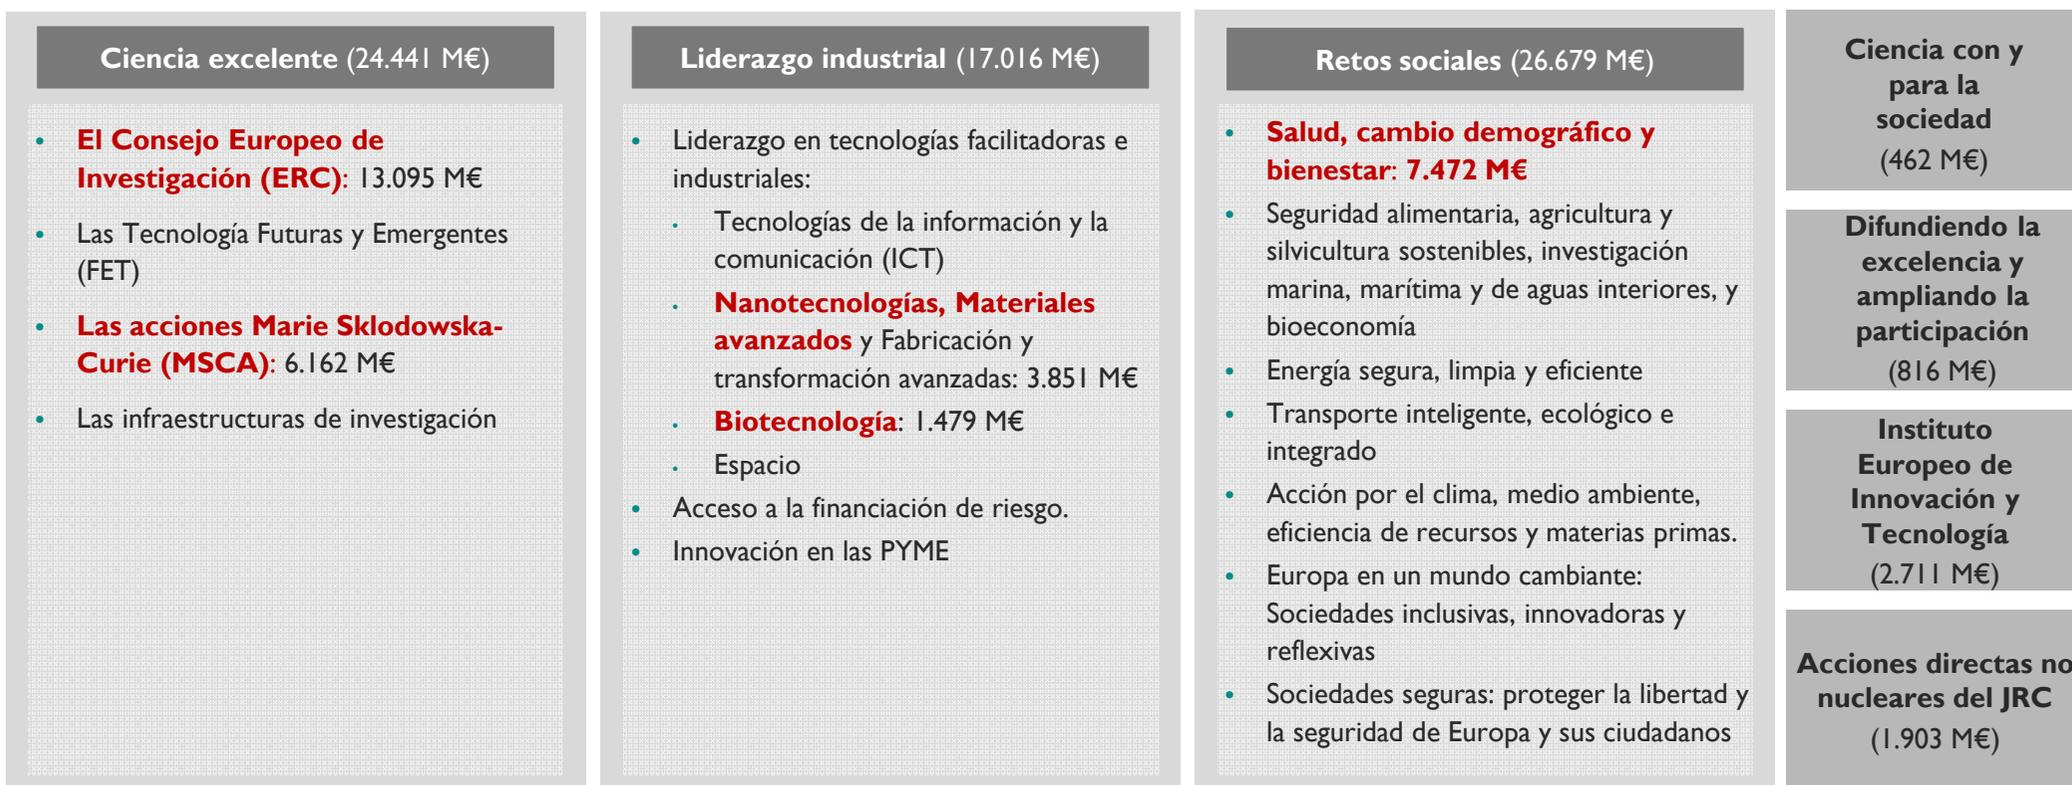 Ciencia excelente (24.441 M€)
• El Consejo Europeo de
Investigación (ERC): 13.095 M€
• Las Tecnología Futuras y Emergentes
(FET)
• Las acciones Marie Sklodowska-
Curie (MSCA): 6.162 M€
• Las infraestructuras de investigación
Liderazgo industrial (17.016 M€)
• Liderazgo en tecnologías facilitadoras e
industriales:
• Tecnologías de la información y la
comunicación (ICT)
• Nanotecnologías, Materiales
avanzados y Fabricación y
transformación avanzadas: 3.851 M€
• Biotecnología: 1.479 M€
• Espacio
• Acceso a la financiación de riesgo.
• Innovación en las PYME
Retos sociales (26.679 M€)
• Salud, cambio demográfico y
bienestar: 7.472 M€
• Seguridad alimentaria, agricultura y
silvicultura sostenibles, investigación
marina, marítima y de aguas interiores, y
bioeconomía
• Energía segura, limpia y eficiente
• Transporte inteligente, ecológico e
integrado
• Acción por el clima, medio ambiente,
eficiencia de recursos y materias primas.
• Europa en un mundo cambiante:
Sociedades inclusivas, innovadoras y
reflexivas
• Sociedades seguras: proteger la libertad y
la seguridad de Europa y sus ciudadanos
Ciencia con y
para la
sociedad
(462 M€)
Difundiendo la
excelencia y
ampliando la
participación
(816 M€)
Instituto
Europeo de
Innovación y
Tecnología
(2.711 M€)
Acciones directas no
nucleares del JRC
(1.903 M€)